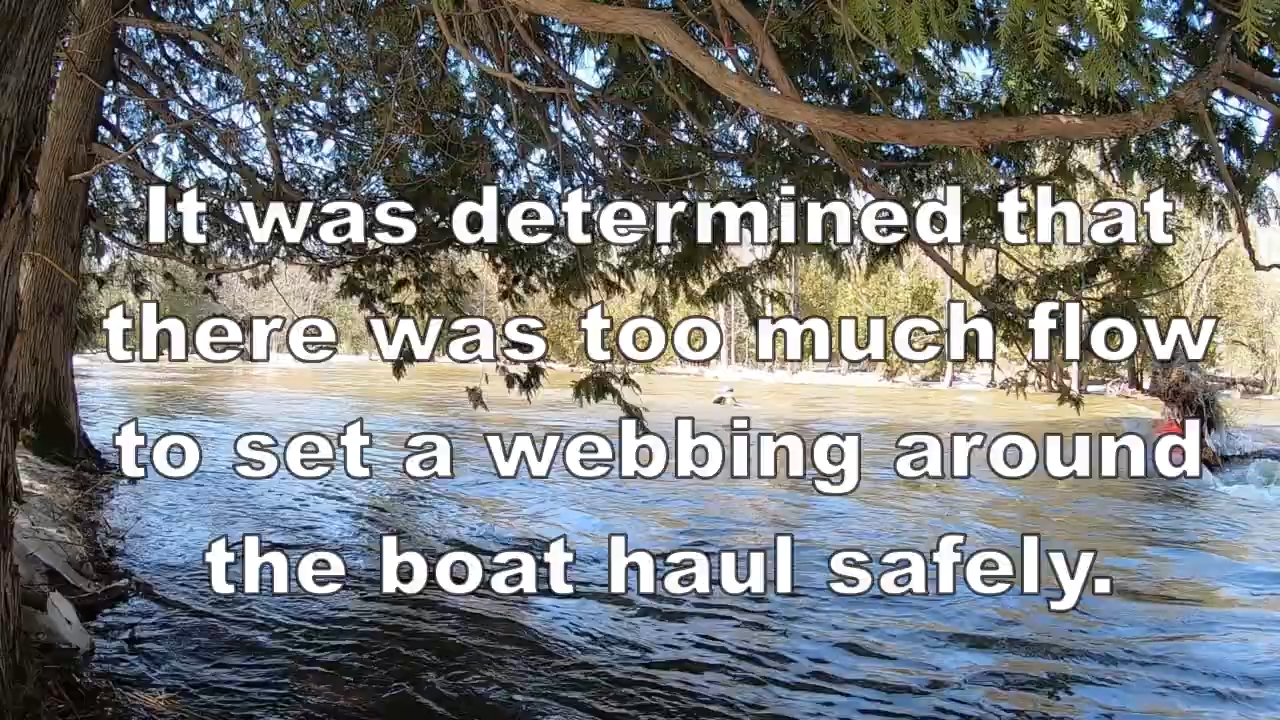 It was determined that
there was too much flow
to set a webbing around
the boat haul safely.